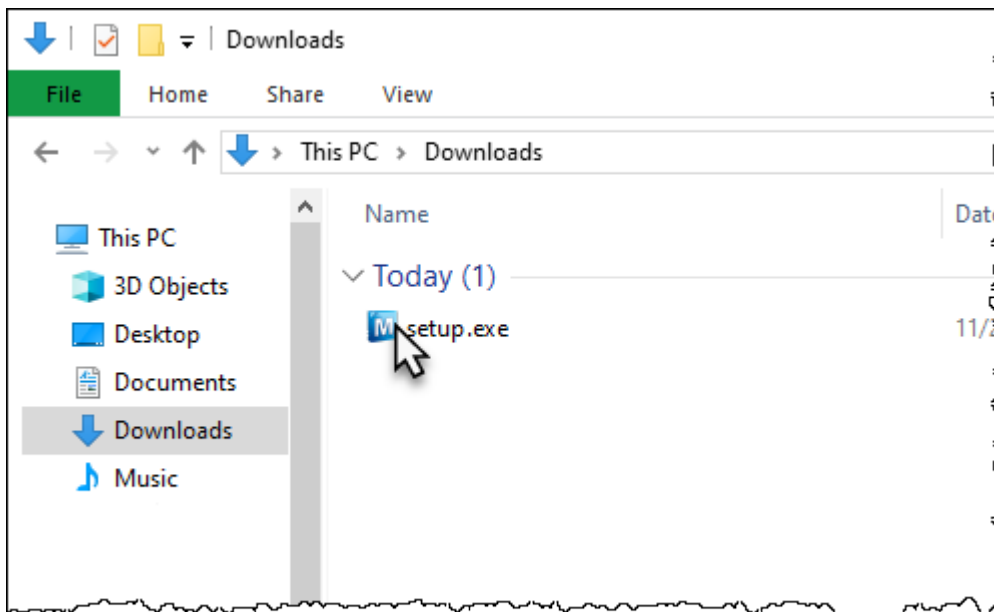 Downloads
File Home Share View
This PC > Downloads
Name
This PC
Today (1)
3D Objects
M setup.exe
Desktop
Documents
Downloads
Music